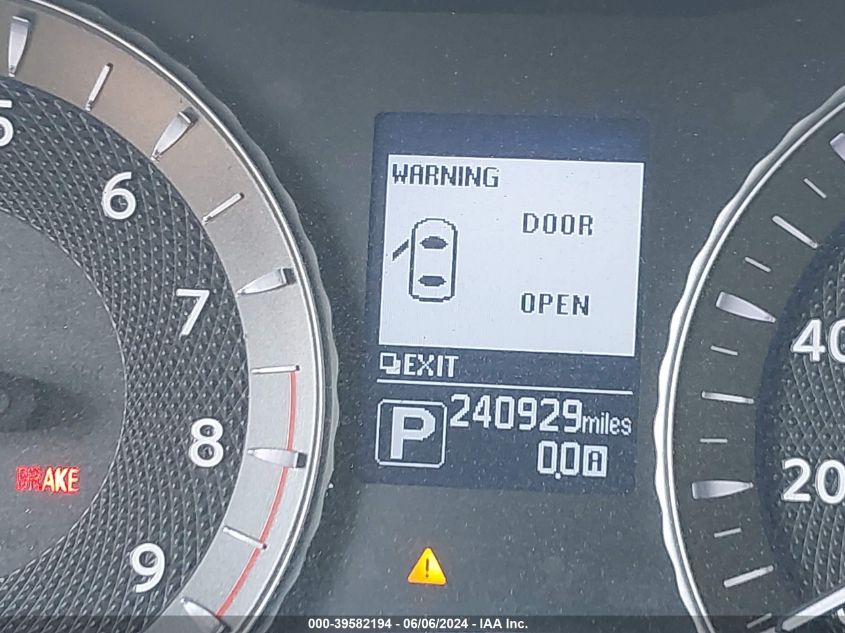 5
6
7
8
9
BRAKE
WARNING
DOOR
OPEN
EXIT
P
240929miles
0.0 A
!
40
20
000-39582194 - 06/06/2024 - IAA Inc.